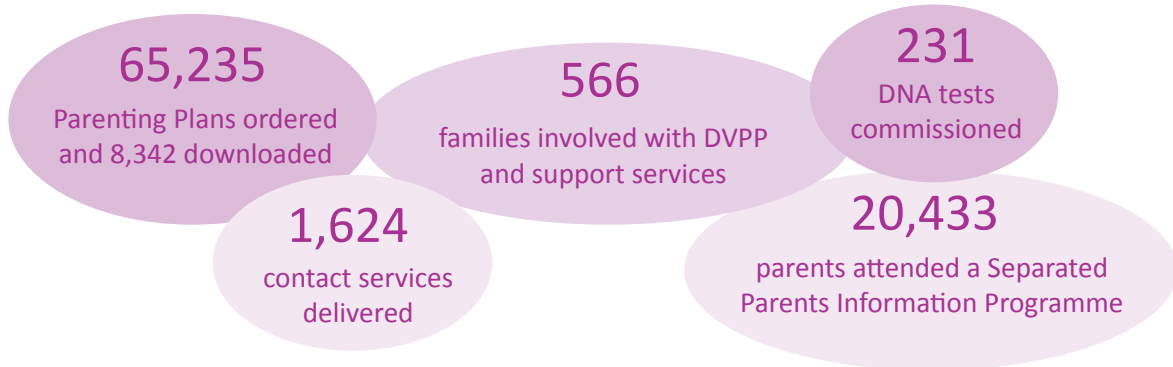 65,235
Parenting Plans ordered
and 8,342 downloaded
566
families involved with DVPP
and support services
231
DNA tests
commissioned
1,624
contact services
delivered
20,433
parents attended a Separated
Parents Information Programme